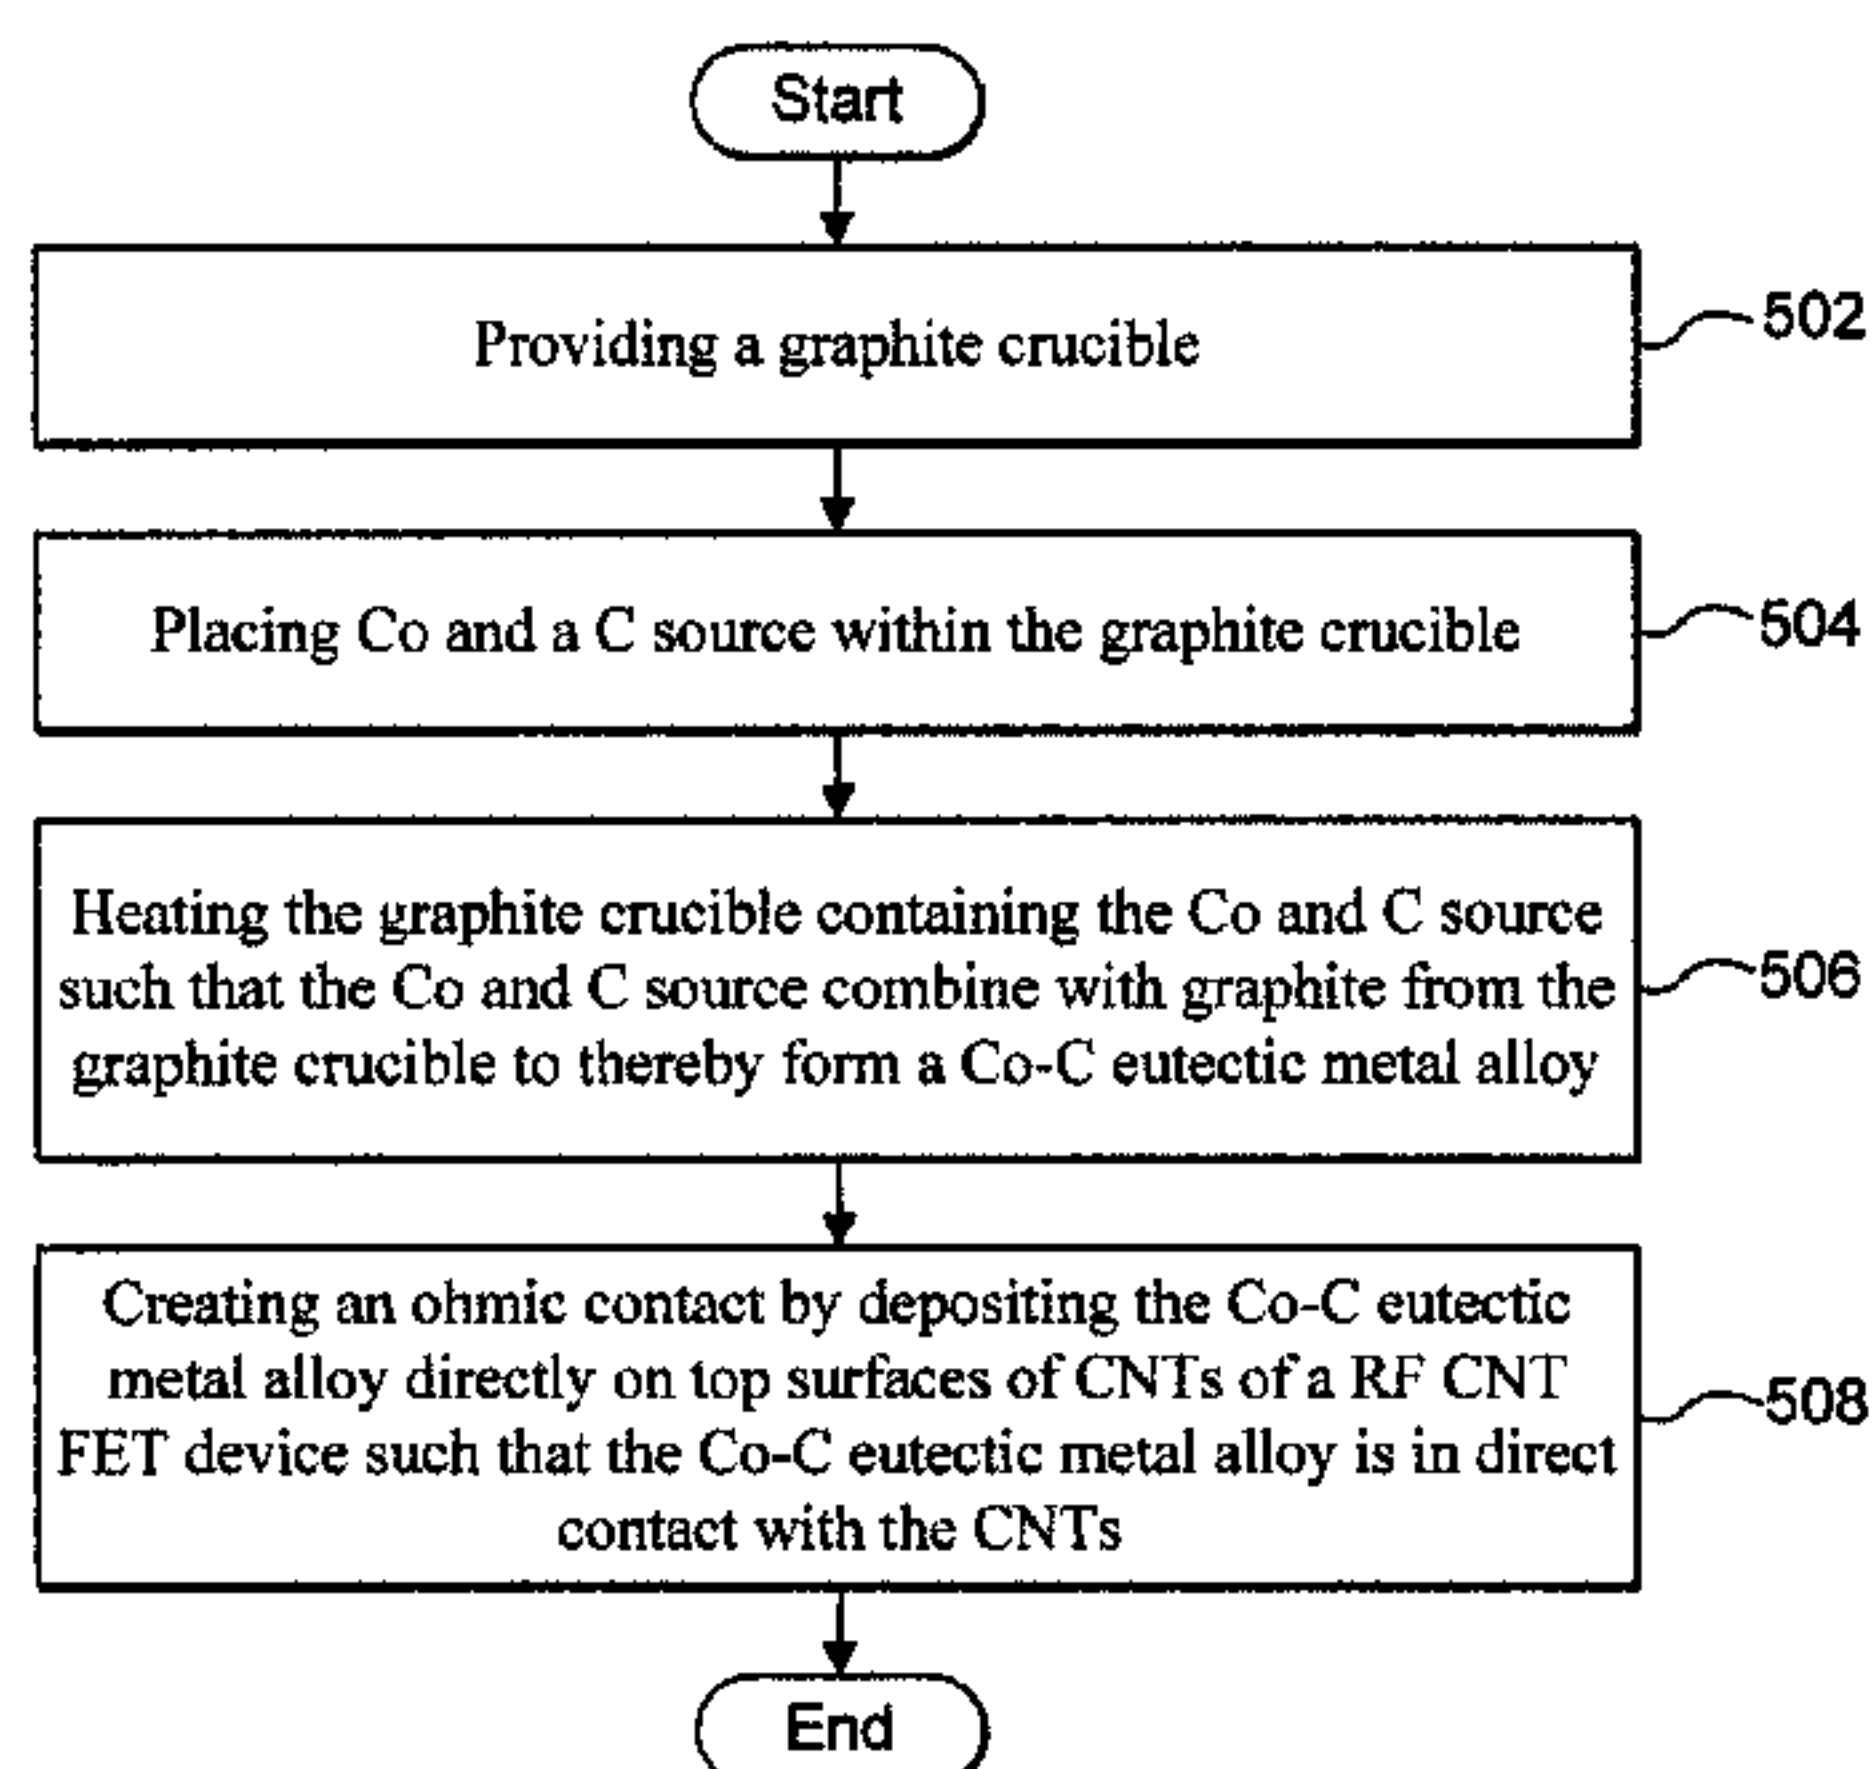 Start
Providing a graphite crucible
502
Placing Co and a C source within the graphite crucible
504
Heating the graphite crucible containing the Co and C source
such that the Co and C source combine with graphite from the
graphite crucible to thereby form a Co-C eutectic metal alloy
506
Creating an ohmic contact by depositing the Co-C eutectic
metal alloy directly on top surfaces of CNTs of a RF CNT
FET device such that the Co-C eutectic metal alloy is in direct
contact with the CNTs
508
End